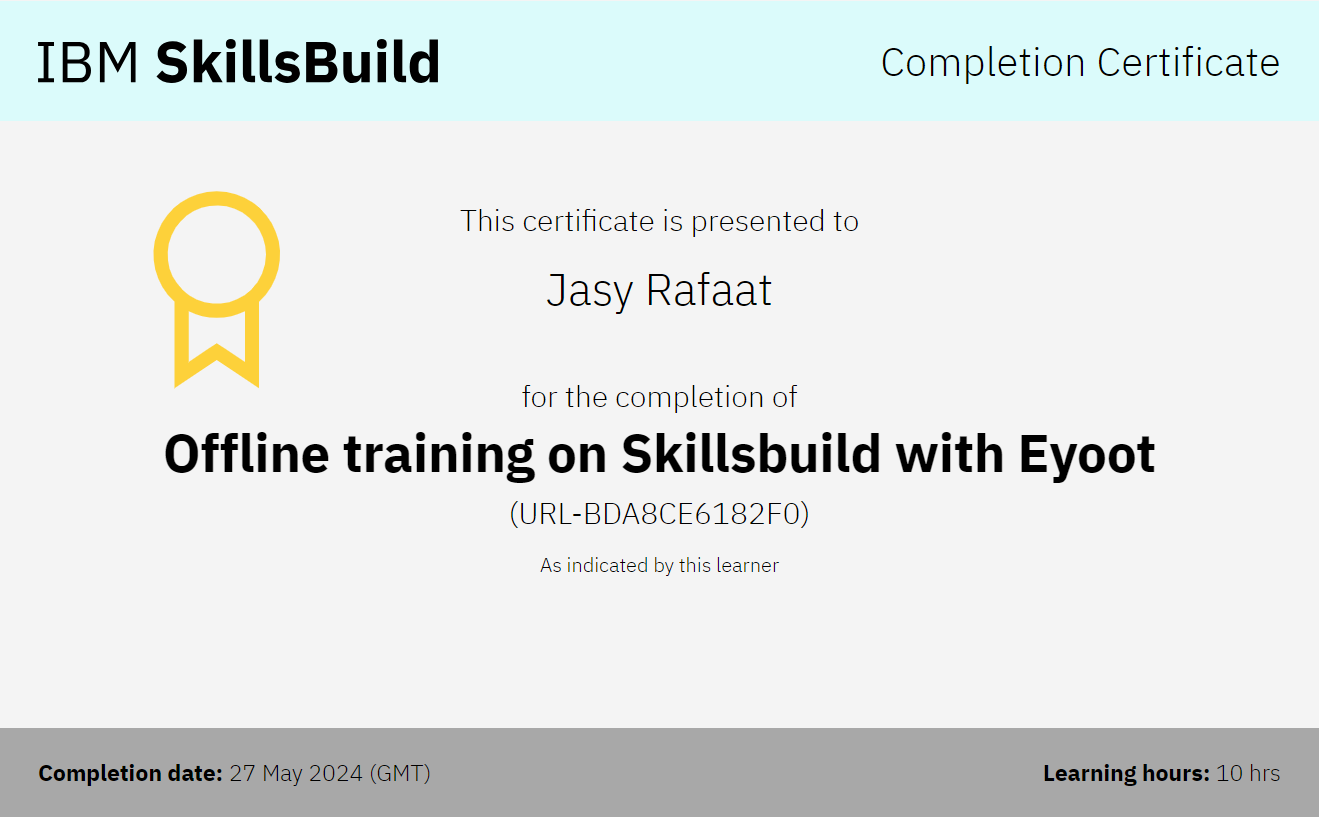 IBM SkillsBuild
Completion Certificate
This certificate is presented to
Jasy Rafaat
for the completion of
Offline training on Skillsbuild with Eyoot
(URL-BDA8CE6182F0)
As indicated by this learner
Completion date: 27 May 2024 (GMT)
Learning hours: 10 hrs